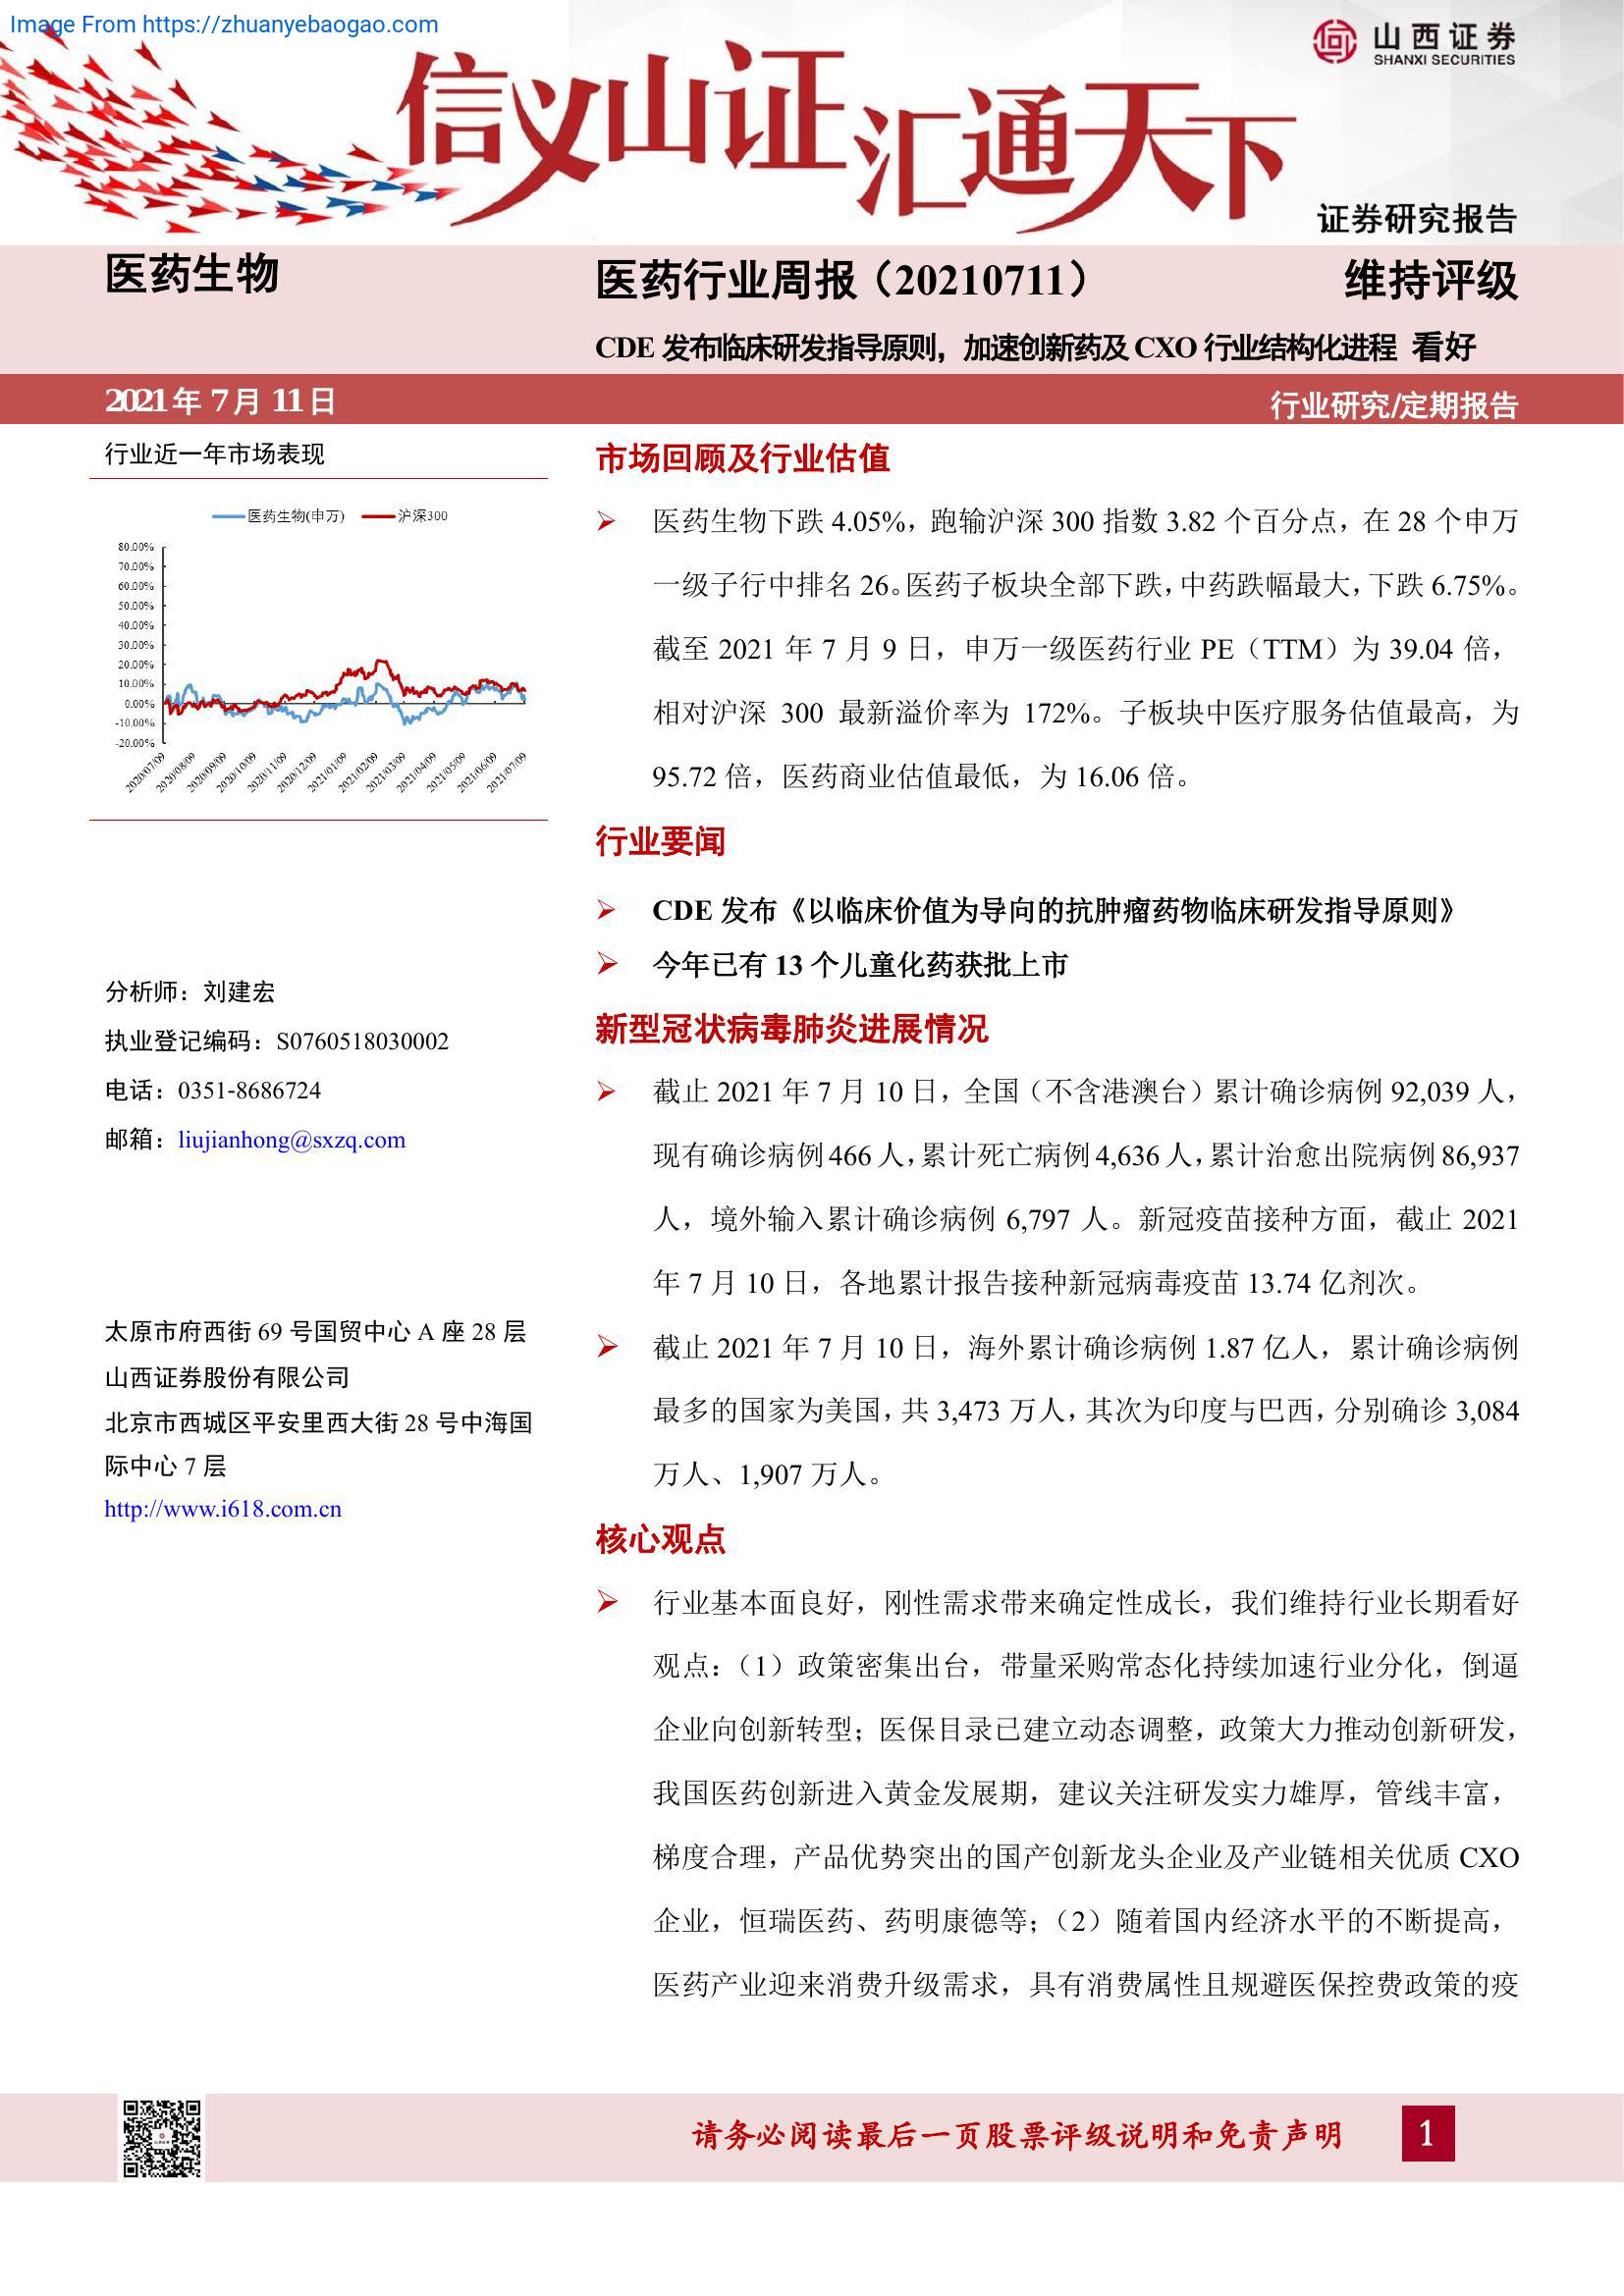 Image From https://zhuanyebaogao.com
山西证券
SHANXI SECURITIES
信义山证汇通天下
证券研究报告
医药生物
医药行业周报（20210711）
维持评级
CDE 发布临床研发指导原则，加速创新药及 CXO 行业结构化进程 看好
2021 年 7 月 11 日
行业研究/定期报告
行业近一年市场表现
医药生物(申万)
沪深300
80.00%
70.00%
60.00%
50.00%
40.00%
30.00%
20.00%
10.00%
0.00%
-10.00%
-20.00%
2020/07/09
2020/08/09
2020/09/09
2020/10/09
2020/11/09
2020/12/09
2021/01/09
2021/02/09
2021/03/09
2021/04/09
2021/05/09
2021/06/09
2021/07/09
分析师：刘建宏
执业登记编码：S0760518030002
电话：0351-8686724
邮箱：liujianhong@sxzq.com
太原市府西街 69 号国贸中心 A 座 28 层
山西证券股份有限公司
北京市西城区平安里西大街 28 号中海国
际中心 7 层
http://www.i618.com.cn
市场回顾及行业估值
医药生物下跌 4.05%，跑输沪深 300 指数 3.82 个百分点，在 28 个申万
一级子行中排名 26。医药子板块全部下跌，中药跌幅最大，下跌 6.75%。
截至 2021 年 7 月 9 日，申万一级医药行业 PE（TTM）为 39.04 倍，
相对沪深 300 最新溢价率为 172%。子板块中医疗服务估值最高，为
95.72 倍，医药商业估值最低，为 16.06 倍。
行业要闻
CDE 发布《以临床价值为导向的抗肿瘤药物临床研发指导原则》
今年已有 13 个儿童化药获批上市
新型冠状病毒肺炎进展情况
截止 2021 年 7 月 10 日，全国（不含港澳台）累计确诊病例 92,039 人，
现有确诊病例 466 人，累计死亡病例 4,636 人，累计治愈出院病例 86,937
人，境外输入累计确诊病例 6,797 人。新冠疫苗接种方面，截止 2021
年 7 月 10 日，各地累计报告接种新冠病毒疫苗 13.74 亿剂次。
截止 2021 年 7 月 10 日，海外累计确诊病例 1.87 亿人，累计确诊病例
最多的国家为美国，共 3,473 万人，其次为印度与巴西，分别确诊 3,084
万人、1,907 万人。
核心观点
行业基本面良好，刚性需求带来确定性成长，我们维持行业长期看好
观点：（1）政策密集出台，带量采购常态化持续加速行业分化，倒逼
企业向创新转型；医保目录已建立动态调整，政策大力推动创新研发，
我国医药创新进入黄金发展期，建议关注研发实力雄厚，管线丰富，
梯度合理，产品优势突出的国产创新龙头企业及产业链相关优质 CXO
企业，恒瑞医药、药明康德等；（2）随着国内经济水平的不断提高，
医药产业迎来消费升级需求，具有消费属性且规避医保控费政策的疫
请务必阅读最后一页股票评级说明和免责声明
1